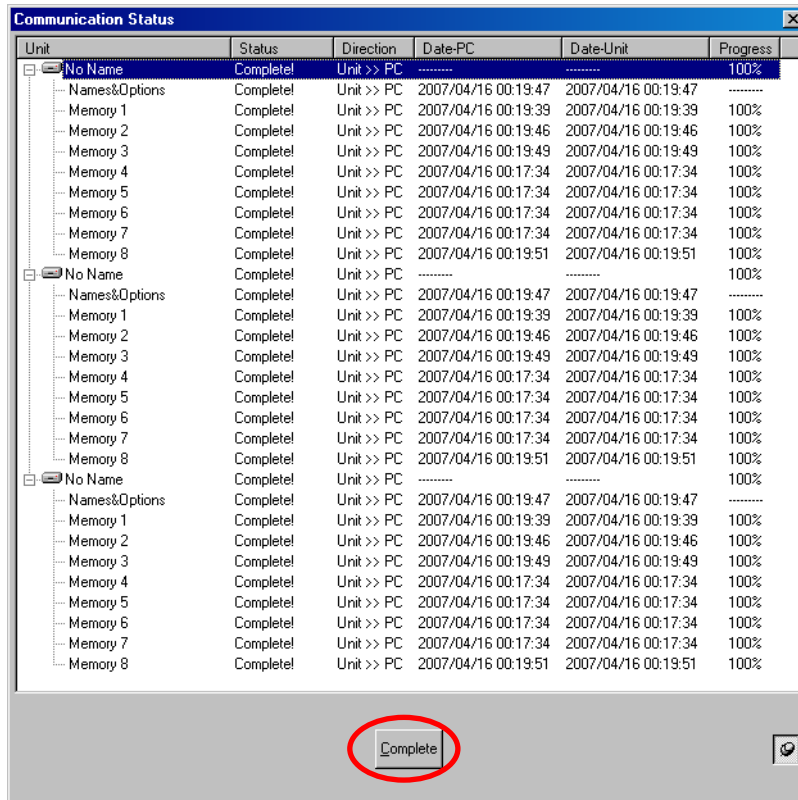 Communication Status
Unit Status Direction Date-PC Date-Unit Progress
No Name Complete! Unit >> PC --------- --------- 100%
Names&Options Complete! Unit >> PC 2007/04/16 00:19:47 2007/04/16 00:19:47 ---------
Memory 1 Complete! Unit >> PC 2007/04/16 00:19:39 2007/04/16 00:19:39 100%
Memory 2 Complete! Unit >> PC 2007/04/16 00:19:46 2007/04/16 00:19:46 100%
Memory 3 Complete! Unit >> PC 2007/04/16 00:19:49 2007/04/16 00:19:49 100%
Memory 4 Complete! Unit >> PC 2007/04/16 00:17:34 2007/04/16 00:17:34 100%
Memory 5 Complete! Unit >> PC 2007/04/16 00:17:34 2007/04/16 00:17:34 100%
Memory 6 Complete! Unit >> PC 2007/04/16 00:17:34 2007/04/16 00:17:34 100%
Memory 7 Complete! Unit >> PC 2007/04/16 00:17:34 2007/04/16 00:17:34 100%
Memory 8 Complete! Unit >> PC 2007/04/16 00:19:51 2007/04/16 00:19:51 100%
No Name Complete! Unit >> PC --------- --------- 100%
Names&Options Complete! Unit >> PC 2007/04/16 00:19:47 2007/04/16 00:19:47 ---------
Memory 1 Complete! Unit >> PC 2007/04/16 00:19:39 2007/04/16 00:19:39 100%
Memory 2 Complete! Unit >> PC 2007/04/16 00:19:46 2007/04/16 00:19:46 100%
Memory 3 Complete! Unit >> PC 2007/04/16 00:19:49 2007/04/16 00:19:49 100%
Memory 4 Complete! Unit >> PC 2007/04/16 00:17:34 2007/04/16 00:17:34 100%
Memory 5 Complete! Unit >> PC 2007/04/16 00:17:34 2007/04/16 00:17:34 100%
Memory 6 Complete! Unit >> PC 2007/04/16 00:17:34 2007/04/16 00:17:34 100%
Memory 7 Complete! Unit >> PC 2007/04/16 00:17:34 2007/04/16 00:17:34 100%
Memory 8 Complete! Unit >> PC 2007/04/16 00:19:51 2007/04/16 00:19:51 100%
No Name Complete! Unit >> PC --------- --------- 100%
Names&Options Complete! Unit >> PC 2007/04/16 00:19:47 2007/04/16 00:19:47 ---------
Memory 1 Complete! Unit >> PC 2007/04/16 00:19:39 2007/04/16 00:19:39 100%
Memory 2 Complete! Unit >> PC 2007/04/16 00:19:46 2007/04/16 00:19:46 100%
Memory 3 Complete! Unit >> PC 2007/04/16 00:19:49 2007/04/16 00:19:49 100%
Memory 4 Complete! Unit >> PC 2007/04/16 00:17:34 2007/04/16 00:17:34 100%
Memory 5 Complete! Unit >> PC 2007/04/16 00:17:34 2007/04/16 00:17:34 100%
Memory 6 Complete! Unit >> PC 2007/04/16 00:17:34 2007/04/16 00:17:34 100%
Memory 7 Complete! Unit >> PC 2007/04/16 00:17:34 2007/04/16 00:17:34 100%
Memory 8 Complete! Unit >> PC 2007/04/16 00:19:51 2007/04/16 00:19:51 100%
Complete